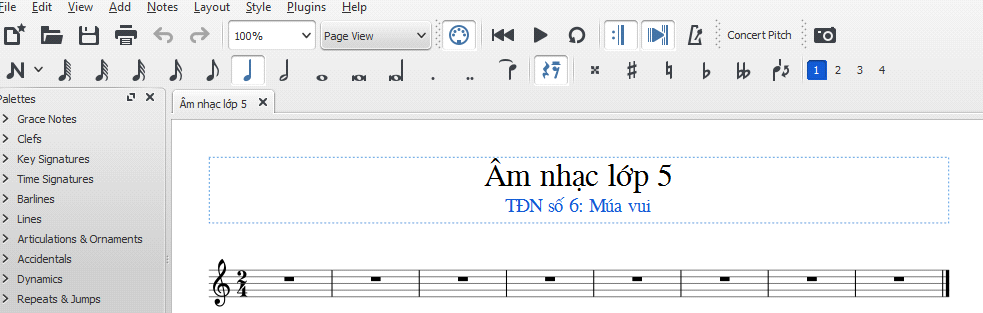 File Edit View Add Notes Layout Style Plugins Help
100% Page View Concert Pitch
1 2 3 4
Palettes
Âm nhạc lớp 5
Grace Notes
Clefs
Key Signatures
Time Signatures
Barlines
Lines
Articulations & Ornaments
Accidentals
Dynamics
Repeats & Jumps
Âm nhạc lớp 5
TĐN số 6: Múa vui
2
4